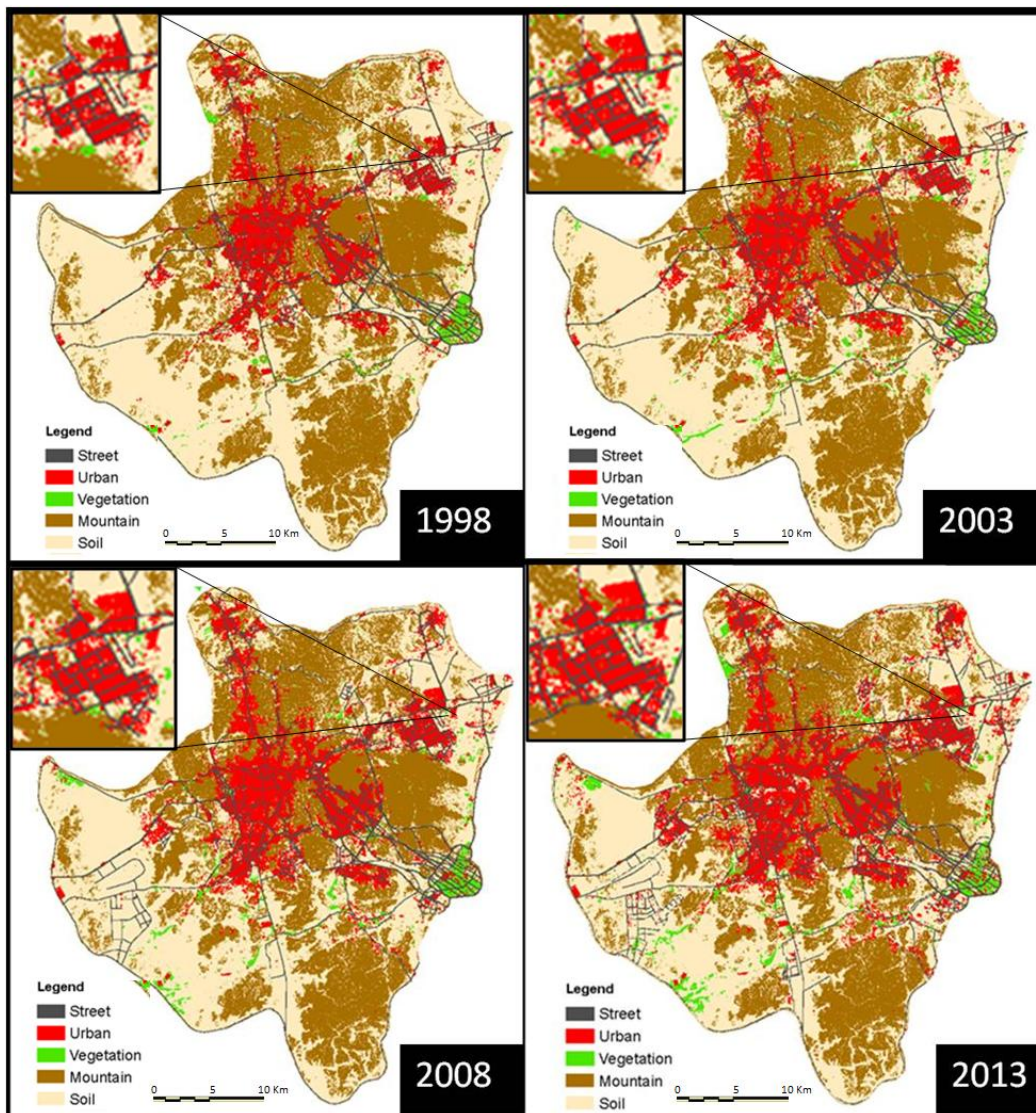 Legend
Street
Urban
Vegetation
Mountain
Soil
0 5 10 Km
1998
Legend
Street
Urban
Vegetation
Mountain
Soil
0 5 10 Km
2003
Legend
Street
Urban
Vegetation
Mountain
Soil
0 5 10 Km
2008
Legend
Street
Urban
Vegetation
Mountain
Soil
0 5 10 Km
2013